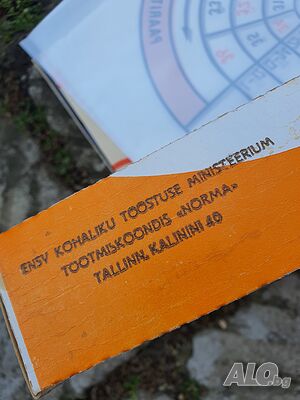 ENSV KOHALIKU TÖÖSTUSE MINISTEERIUM
TOOTMISKOONDIS «NORMA»
TALLINN, KALININI 40
ALO.bg